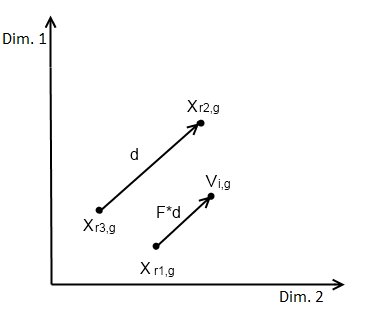 Dim. 1
Xr2,g
d
Vi,g
F*d
Xr3,g
Xr1,g
Dim. 2